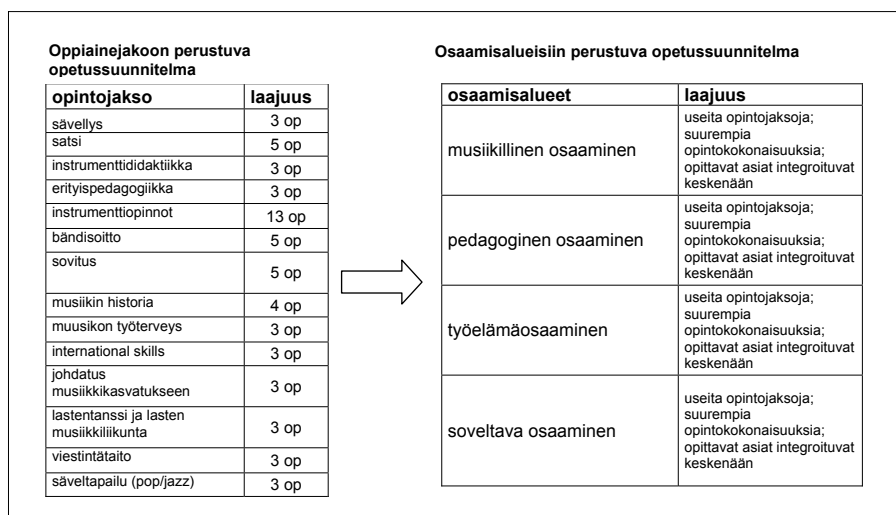 Oppiainejakoon perustuva
opetussuunnitelma
opintojakso laajuus
sävellys 3 op
satsi 5 op
instrumenttididaktiikka 3 op
erityispedagogiikka 3 op
instrumenttiopinnot 13 op
bändisoitto 5 op
sovitus 5 op
musiikin historia 4 op
muusikon työterveys 3 op
international skills 3 op
johdatus
musiikkikasvatukseen 3 op
lastentanssi ja lasten
musiikkiliikunta 3 op
viestintätaito 3 op
säveltapailu (pop/jazz) 3 op
Osaamisalueisiin perustuva opetussuunnitelma
osaamisalueet laajuus
musiikillinen osaaminen
useita opintojaksoja;
suurempia
opintokokonaisuuksia;
opittavat asiat integroituvat
keskenään
pedagoginen osaaminen
useita opintojaksoja;
suurempia
opintokokonaisuuksia;
opittavat asiat integroituvat
keskenään
työelämäosaaminen
useita opintojaksoja;
suurempia
opintokokonaisuuksia;
opittavat asiat integroituvat
keskenään
soveltava osaaminen
useita opintojaksoja;
suurempia
opintokokonaisuuksia;
opittavat asiat integroituvat
keskenään